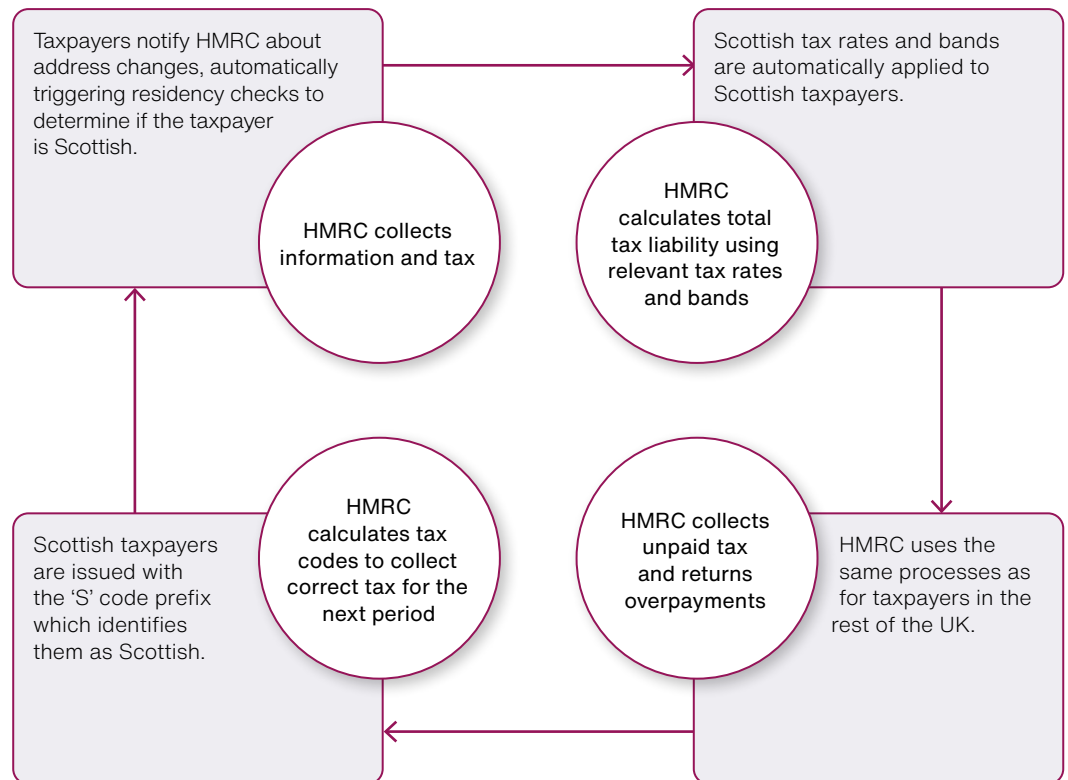 Taxpayers notify HMRC about
address changes, automatically
triggering residency checks to
determine if the taxpayer
is Scottish.
HMRC collects
information and tax
Scottish tax rates and bands
are automatically applied to
Scottish taxpayers.
HMRC
calculates total
tax liability using
relevant tax rates
and bands
HMRC uses the
same processes as
for taxpayers in the
rest of the UK.
HMRC collects
unpaid tax
and returns
overpayments
Scottish taxpayers
are issued with
the ‘S’ code prefix
which identifies
them as Scottish.
HMRC
calculates tax
codes to collect
correct tax for the
next period